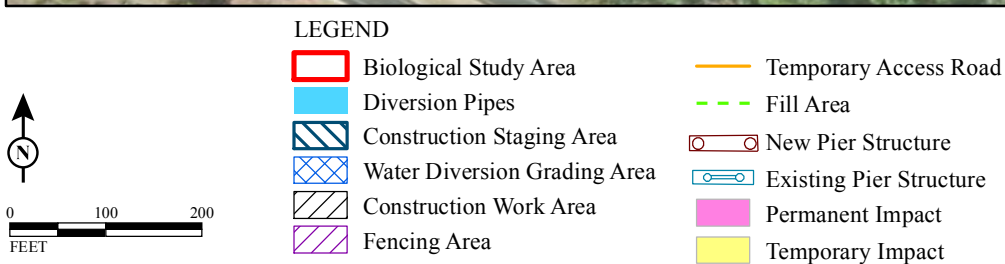 LEGEND
Biological Study Area
Diversion Pipes
Construction Staging Area
Water Diversion Grading Area
Construction Work Area
Fencing Area
Temporary Access Road
Fill Area
New Pier Structure
Existing Pier Structure
Permanent Impact
Temporary Impact
N
0 100 200
FEET